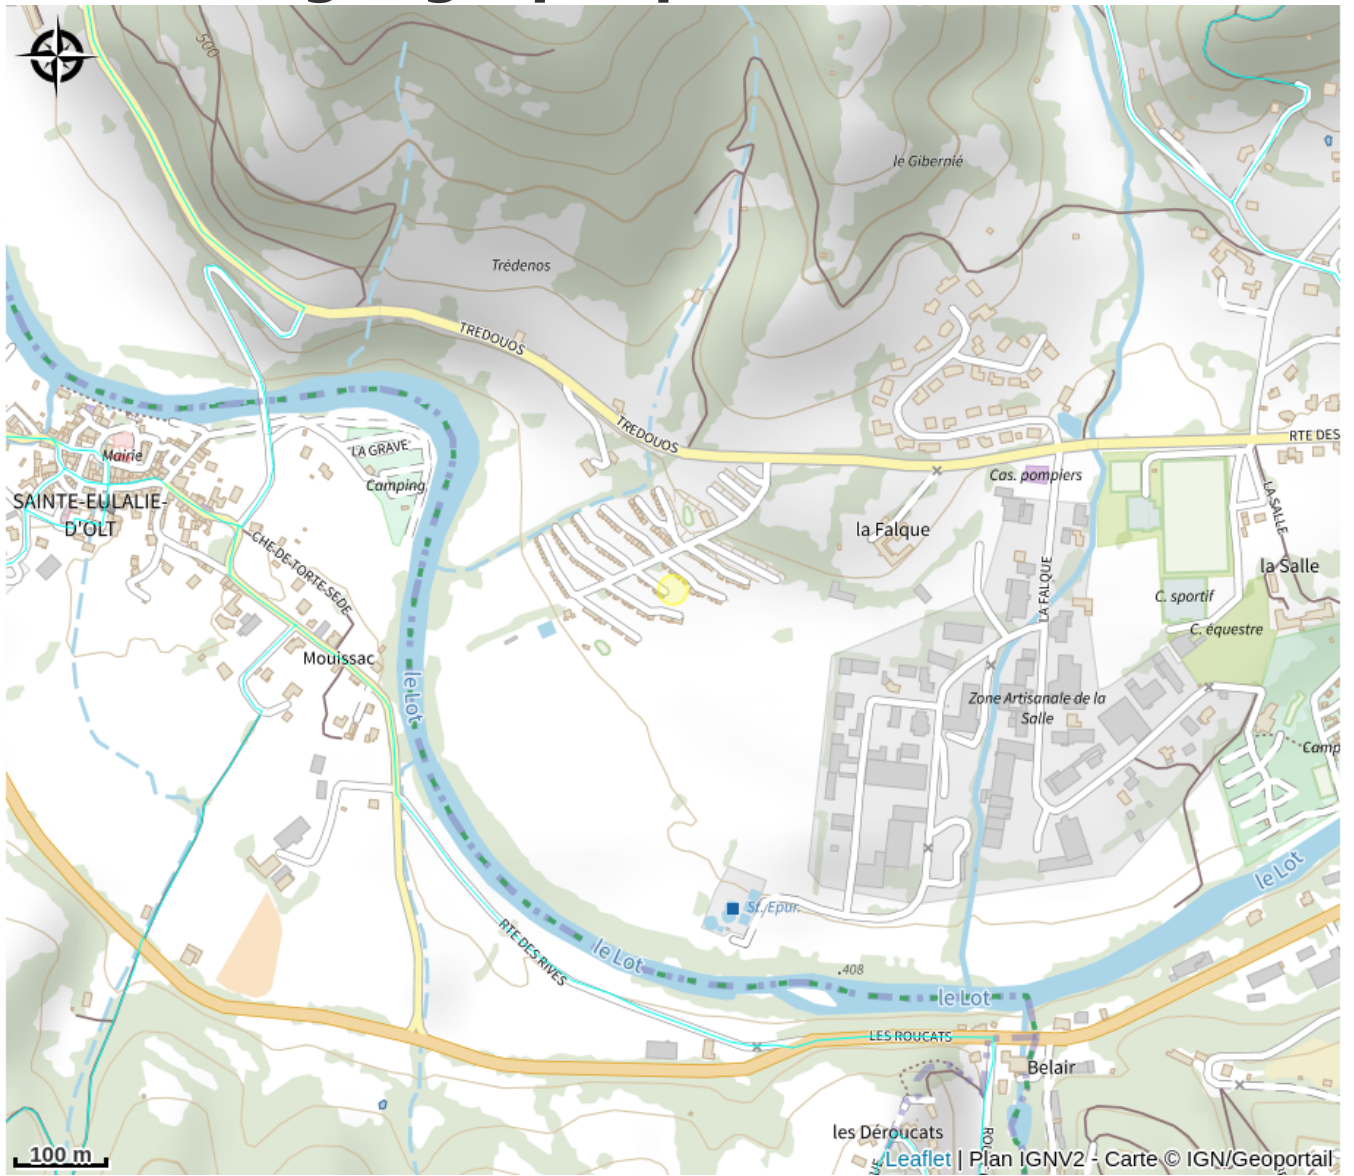 500
le Gibernié
Trédenos
TREDOUOS
TREDOUOS
RTE DES
LA GRAVE
Mairie
Camping
Cas. pompiers
SAINTE-EULALIE-
D'OLT
la Falque
LA SALLE
CHE-DE-TORTE-SEDE
LA FALQUE
la Salle
C. sportif
C. équestre
Mouissac
le Lot
Zone Artisanale de la
Salle
Camp
le Lot
St. Epur.
RTE DES RIVES
le Lot
408
le Lot
LES ROUCATS
Belair
les Déroucats
ROU
100 m
Leaflet | Plan IGNV2 - Carte © IGN/Geoportail